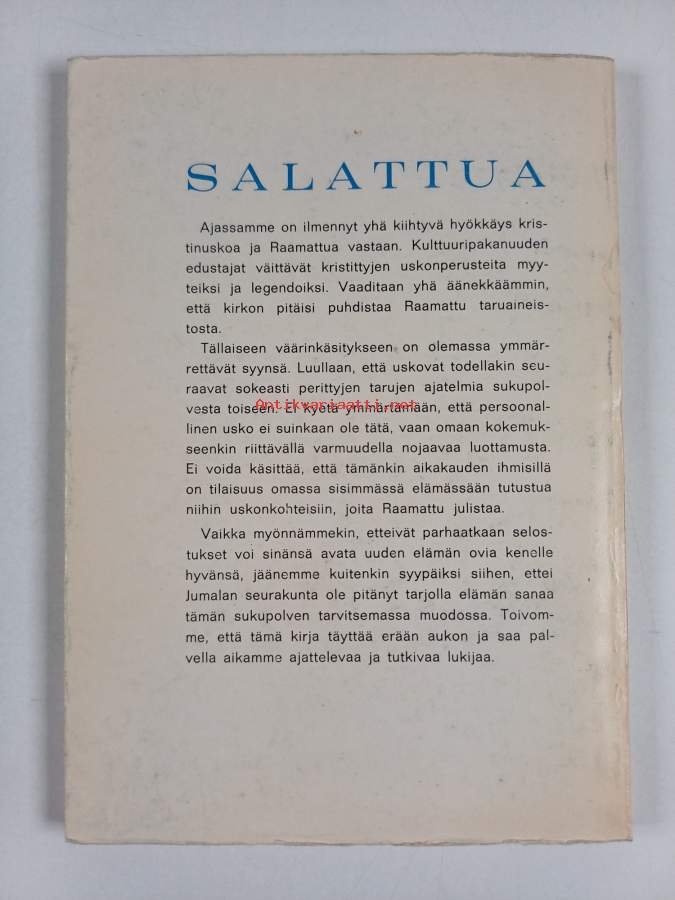 SALATTUA
Ajassamme on ilmennyt yhä kiihtyvä hyökkäys kris-
tinuskoa ja Raamattua vastaan. Kulttuuripakanuuden
edustajat väittävät kristittyjen uskonperusteita myy-
teiksi ja legendoiksi. Vaaditaan yhä äänekkäämmin,
että kirkon pitäisi puhdistaa Raamattu taruaineis-
tosta.
Tällaiseen väärinkäsitykseen on olemassa ymmär-
rettävät syynsä. Luullaan, että uskovat todellakin seu-
raavat sokeasti perittyjen tarujen ajatelmia sukupol-
vesta toiseen. Ei kyetä ymmärtämään, että persoonal-
Antikvariaatti.net
linen usko ei suinkaan ole tätä, vaan omaan kokemuk-
seenkin riittävällä varmuudella nojaavaa luottamusta.
Ei voida käsittää, että tämänkin aikakauden ihmisillä
on tilaisuus omassa sisimmässä elämässään tutustua
niihin uskonkohteisiin, joita Raamattu julistaa.
Vaikka myönnämmekin, etteivät parhaatkaan selos-
tukset voi sinänsä avata uuden elämän ovia kenelle
hyvänsä, jäänemme kuitenkin syypäiksi siihen, ettei
Jumalan seurakunta ole pitänyt tarjolla elämän sanaa
tämän sukupolven tarvitsemassa muodossa. Toivom-
me, että tämä kirja täyttää erään aukon ja saa pal-
vella aikamme ajattelevaa ja tutkivaa lukijaa.